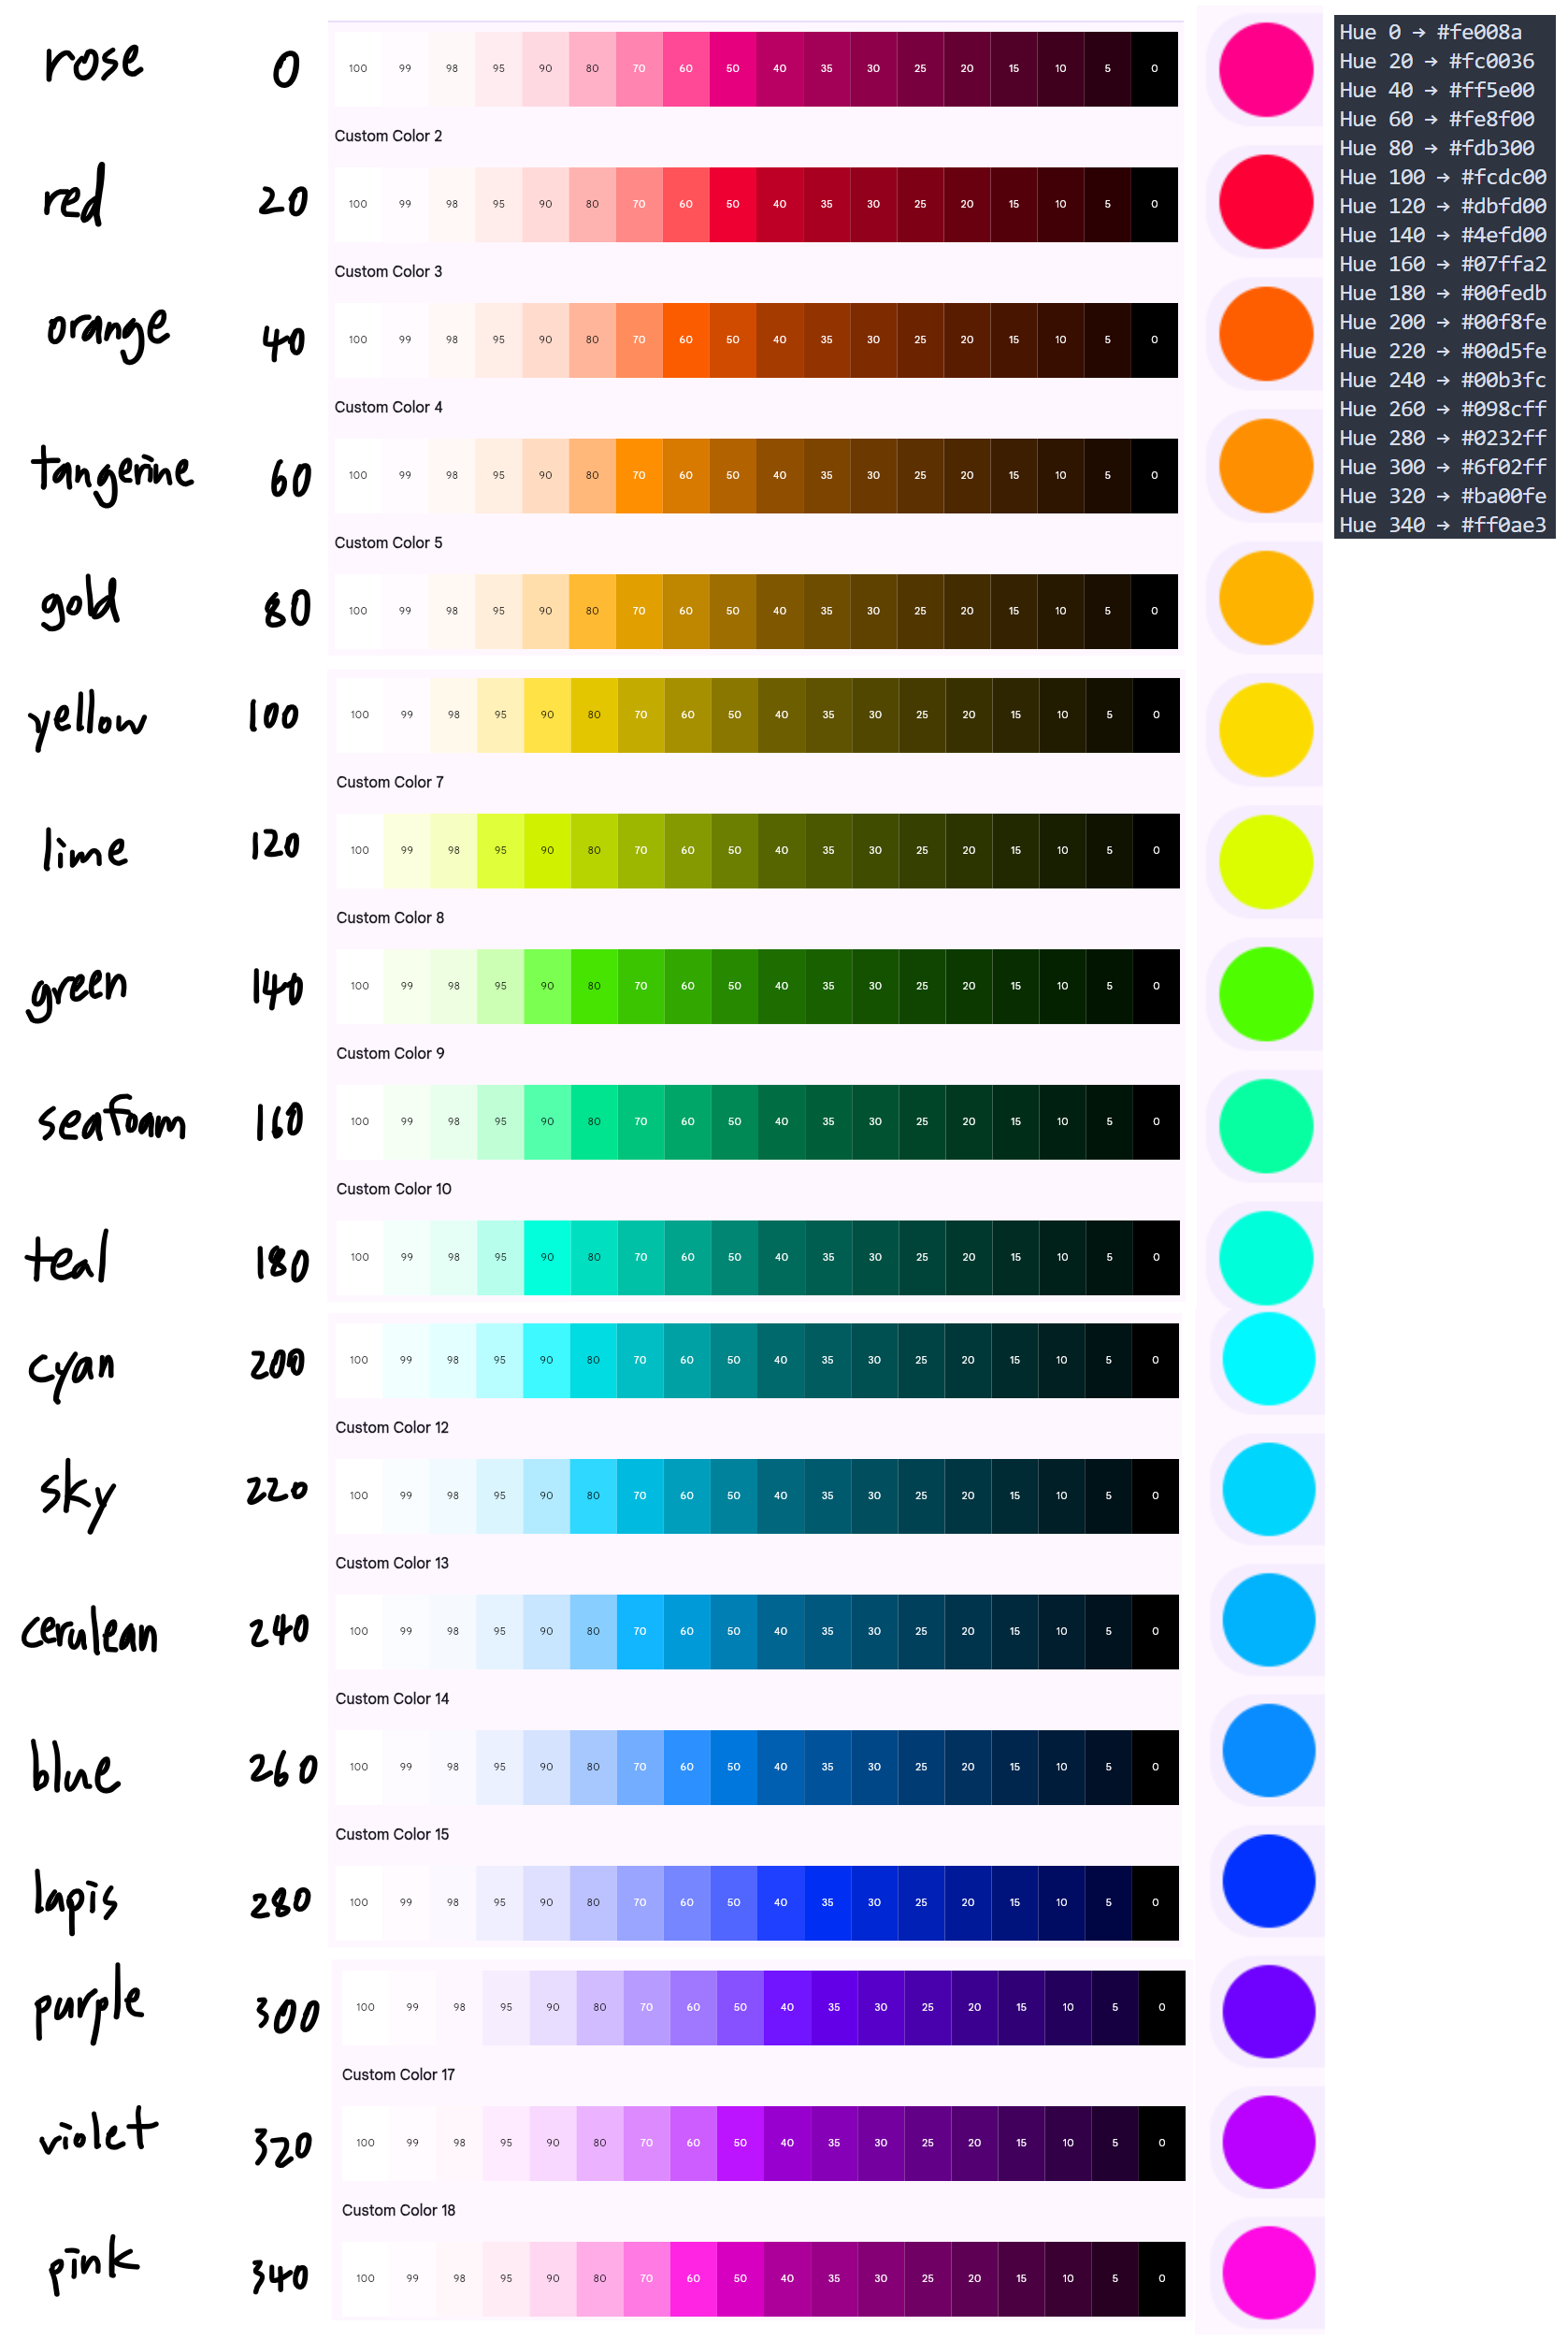 rose 0 100 99 98 95 90 80 70 60 50 40 35 30 25 20 15 10 5 0
Custom Color 2
red 20 100 99 98 95 90 80 70 60 50 40 35 30 25 20 15 10 5 0
Custom Color 3
orange 40 100 99 98 95 90 80 70 60 50 40 35 30 25 20 15 10 5 0
Custom Color 4
tangerine 60 100 99 98 95 90 80 70 60 50 40 35 30 25 20 15 10 5 0
Custom Color 5
gold 80 100 99 98 95 90 80 70 60 50 40 35 30 25 20 15 10 5 0
yellow 100 100 99 98 95 90 80 70 60 50 40 35 30 25 20 15 10 5 0
Custom Color 7
lime 120 100 99 98 95 90 80 70 60 50 40 35 30 25 20 15 10 5 0
Custom Color 8
green 140 100 99 98 95 90 80 70 60 50 40 35 30 25 20 15 10 5 0
Custom Color 9
seafoam 160 100 99 98 95 90 80 70 60 50 40 35 30 25 20 15 10 5 0
Custom Color 10
teal 180 100 99 98 95 90 80 70 60 50 40 35 30 25 20 15 10 5 0
cyan 200 100 99 98 95 90 80 70 60 50 40 35 30 25 20 15 10 5 0
Custom Color 12
sky 220 100 99 98 95 90 80 70 60 50 40 35 30 25 20 15 10 5 0
Custom Color 13
cerulean 240 100 99 98 95 90 80 70 60 50 40 35 30 25 20 15 10 5 0
Custom Color 14
blue 260 100 99 98 95 90 80 70 60 50 40 35 30 25 20 15 10 5 0
Custom Color 15
lapis 280 100 99 98 95 90 80 70 60 50 40 35 30 25 20 15 10 5 0
purple 300 100 99 98 95 90 80 70 60 50 40 35 30 25 20 15 10 5 0
Custom Color 17
violet 320 100 99 98 95 90 80 70 60 50 40 35 30 25 20 15 10 5 0
Custom Color 18
pink 340 100 99 98 95 90 80 70 60 50 40 35 30 25 20 15 10 5 0
Hue 0 → #fe008a
Hue 20 → #fc0036
Hue 40 → #ff5e00
Hue 60 → #fe8f00
Hue 80 → #fdb300
Hue 100 → #fcdc00
Hue 120 → #dbfd00
Hue 140 → #4efd00
Hue 160 → #07ffa2
Hue 180 → #00fedb
Hue 200 → #00f8fe
Hue 220 → #00d5fe
Hue 240 → #00b3fc
Hue 260 → #098cff
Hue 280 → #0232ff
Hue 300 → #6f02ff
Hue 320 → #ba00fe
Hue 340 → #ff0ae3